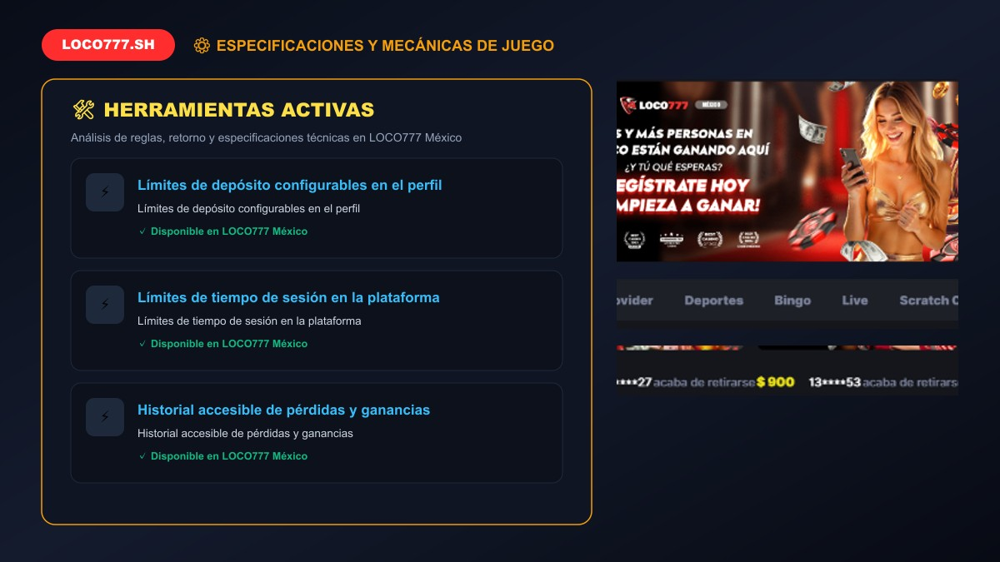 LOCO777.SH
ESPECIFICACIONES Y MECÁNICAS DE JUEGO
HERRAMIENTAS ACTIVAS
Análisis de reglas, retorno y especificaciones técnicas en LOCO777 México
Límites de depósito configurables en el perfil
Límites de depósito configurables en el perfil
✓ Disponible en LOCO777 México
Límites de tiempo de sesión en la plataforma
Límites de tiempo de sesión en la plataforma
✓ Disponible en LOCO777 México
Historial accesible de pérdidas y ganancias
Historial accesible de pérdidas y ganancias
✓ Disponible en LOCO777 México
LOCO777 MÉXICO
S Y MÁS PERSONAS EN
CO ESTÁN GANANDO AQUÍ
¿Y TÚ QUÉ ESPERAS?
EGÍSTRATE HOY
MPIEZA A GANAR!
ovider Deportes Bingo Live Scratch C
****27 acaba de retirarse $ 900 13****53 acaba de retirars